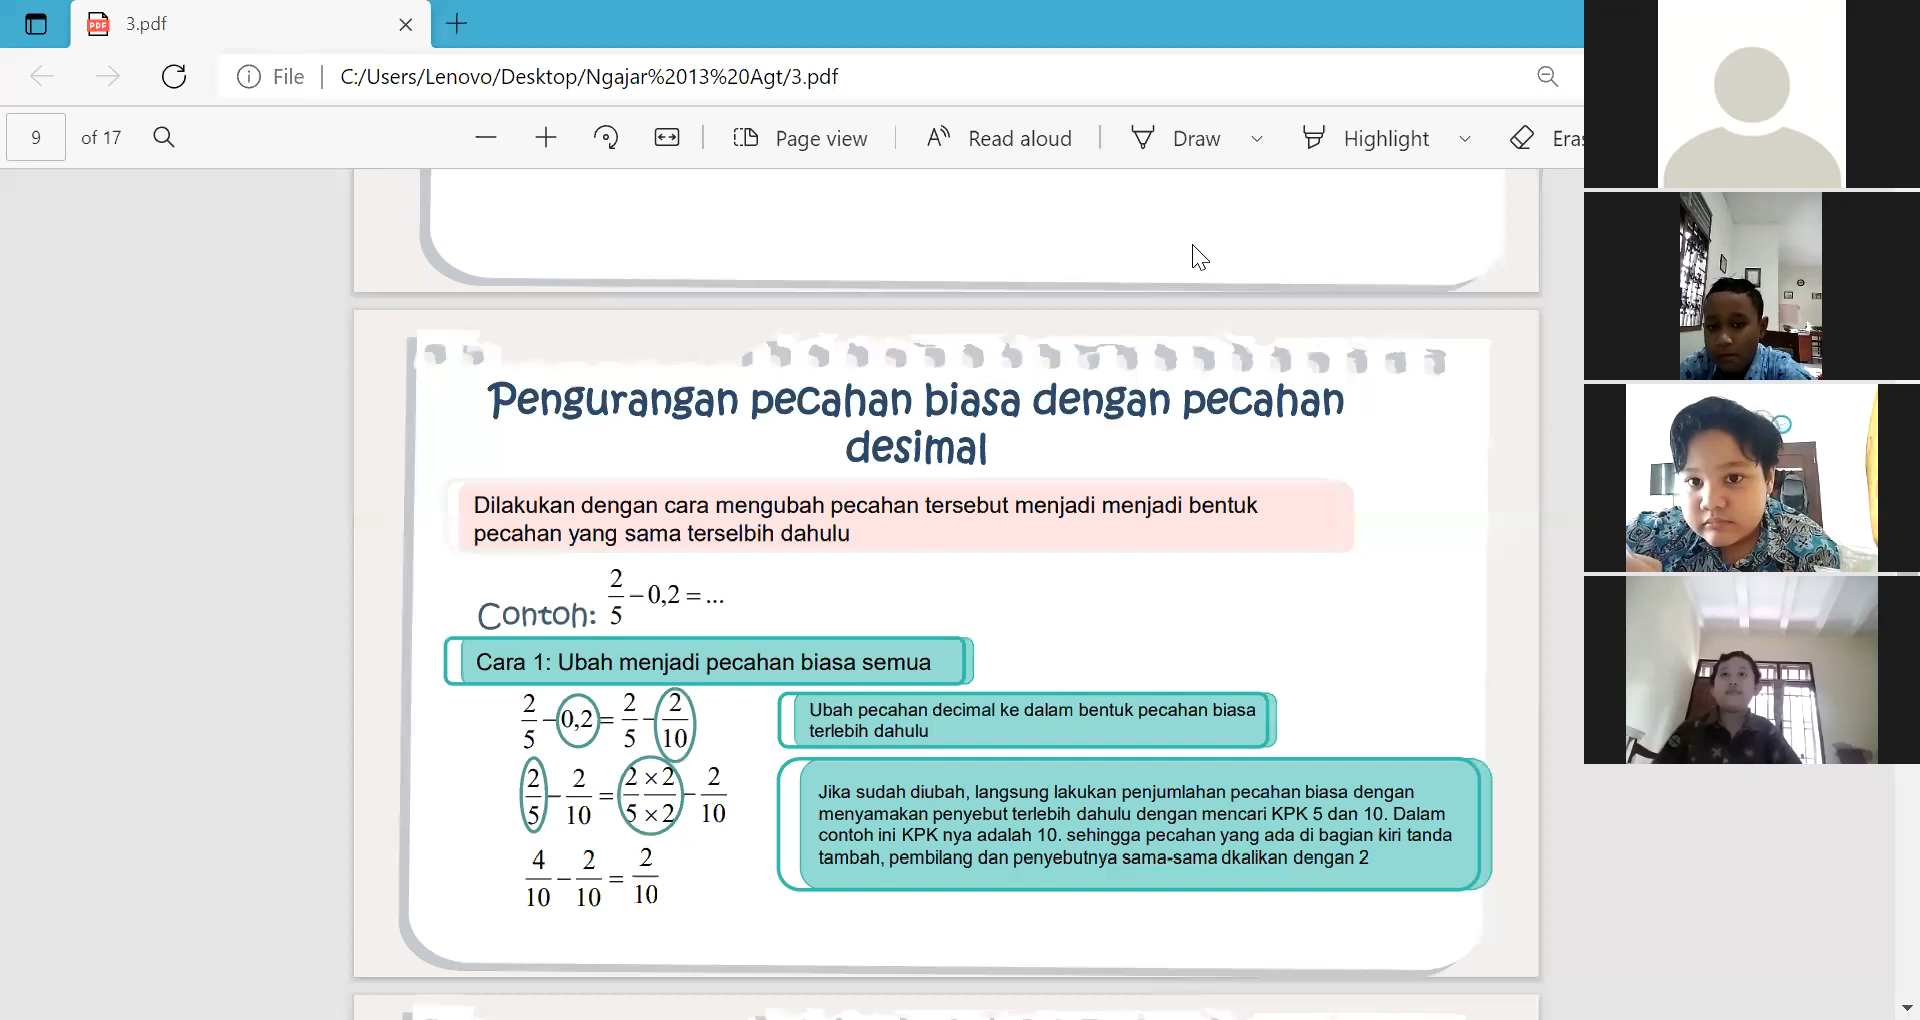 3.pdf
File
C:/Users/Lenovo/Desktop/Ngajar%2013%20Agt/3.pdf
9 of 17
Page view
Read aloud
Draw
Highlight
Eras
Pengurangan pecahan biasa dengan pecahan
desimal
Dilakukan dengan cara mengubah pecahan tersebut menjadi menjadi bentuk
pecahan yang sama terselbih dahulu
Contoh: 2/5 − 0,2 = ...
Cara 1: Ubah menjadi pecahan biasa semua
2/5 − 0,2 = 2/5 − 2/10
Ubah pecahan decimal ke dalam bentuk pecahan biasa
terlebih dahulu
2/5 − 2/10 = 2 × 2/5 × 2 − 2/10
4/10 − 2/10 = 2/10
Jika sudah diubah, langsung lakukan penjumlahan pecahan biasa dengan
menyamakan penyebut terlebih dahulu dengan mencari KPK 5 dan 10. Dalam
contoh ini KPK nya adalah 10. sehingga pecahan yang ada di bagian kiri tanda
tambah, pembilang dan penyebutnya sama-sama dkalikan dengan 2